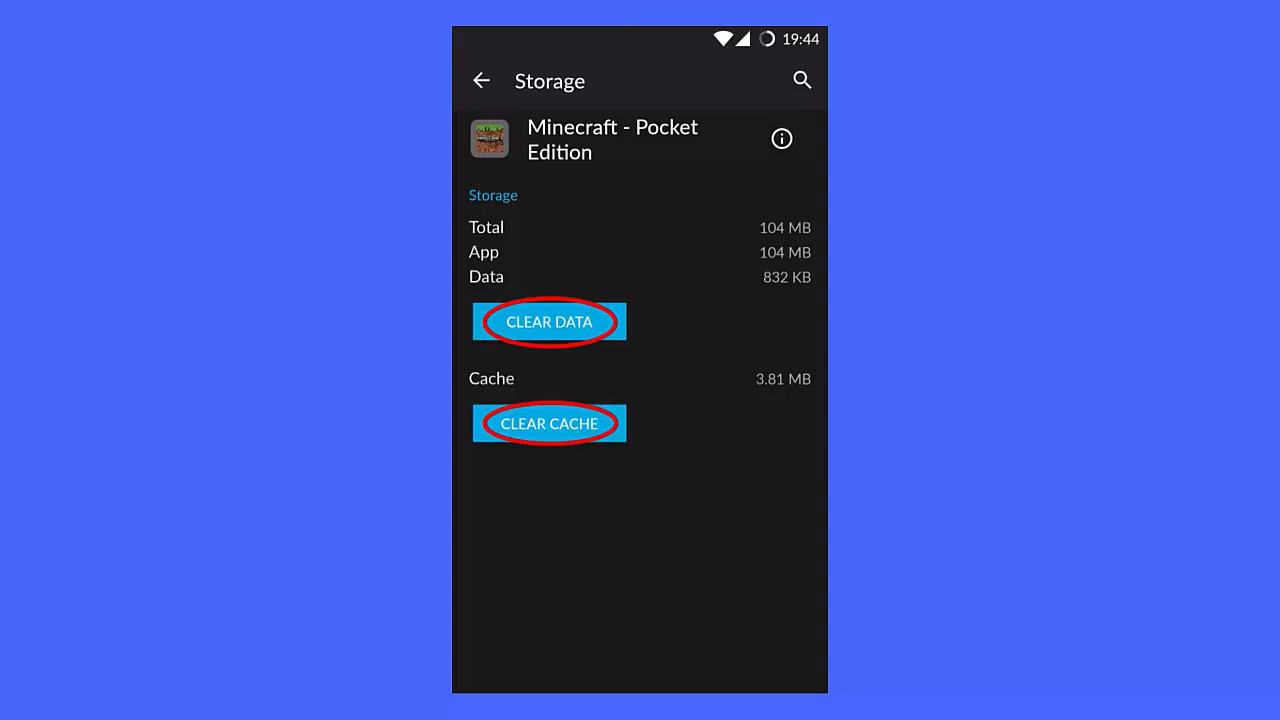 19:44
Storage
Minecraft - Pocket
Edition
Storage
Total 104 MB
App 104 MB
Data 832 KB
CLEAR DATA
Cache 3.81 MB
CLEAR CACHE